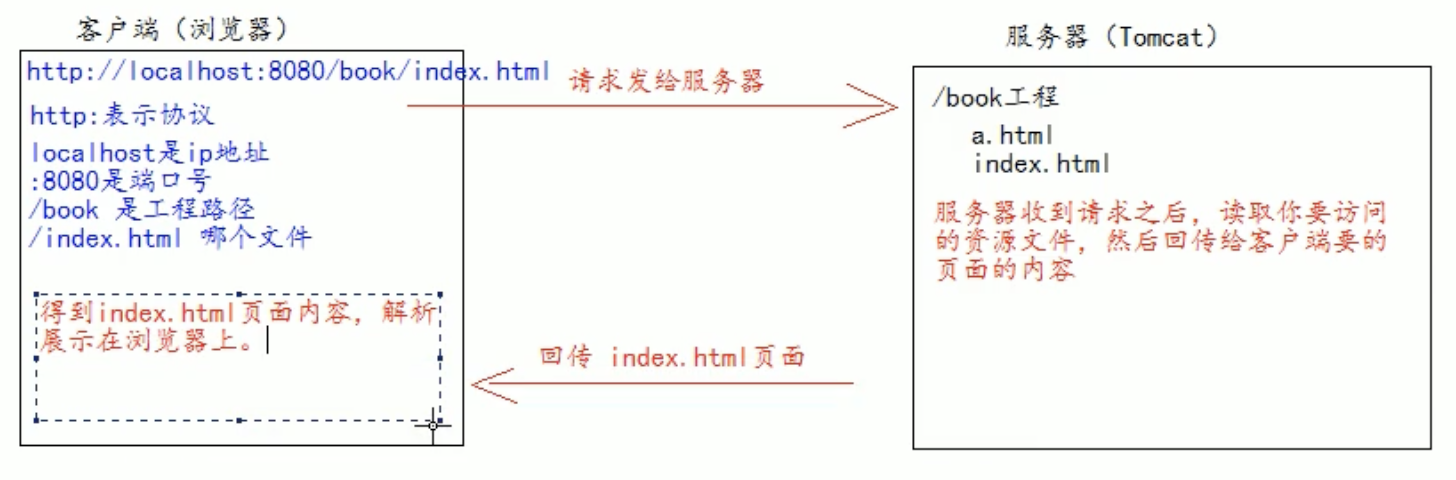 客户端（浏览器）
http://localhost:8080/book/index.html
http:表示协议
localhost是ip地址
:8080是端口号
/book 是工程路径
/index.html 哪个文件
得到index.html页面内容，解析
展示在浏览器上。
请求发给服务器
回传 index.html页面
服务器（Tomcat）
/book工程
a.html
index.html
服务器收到请求之后，读取你要访问
的资源文件，然后回传给客户端要的
页面的内容